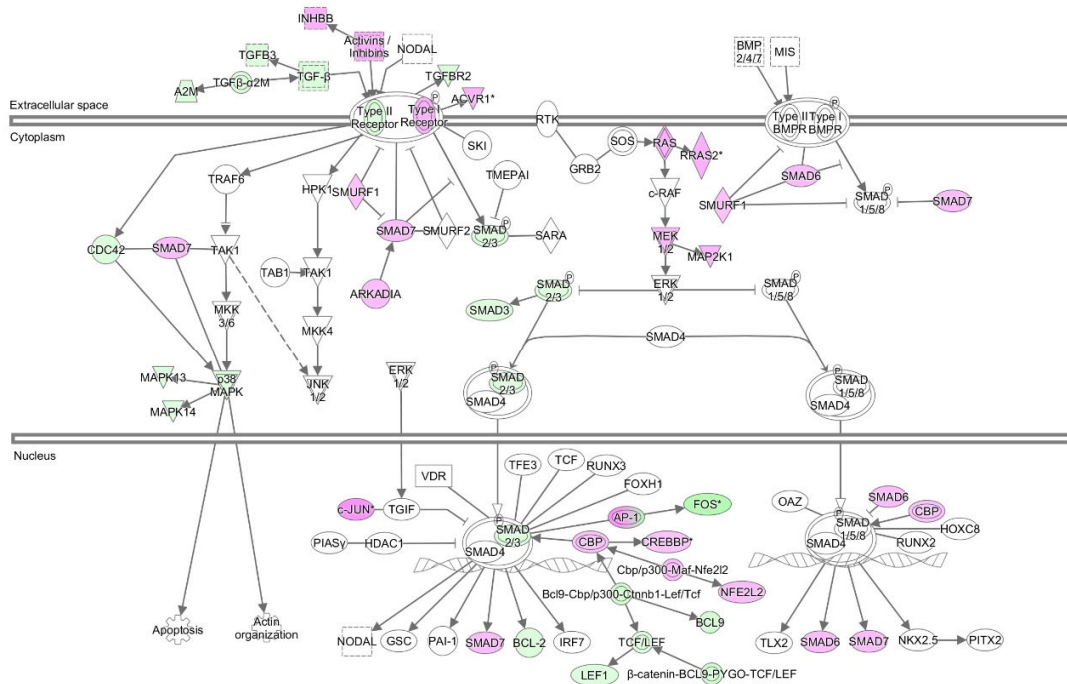 INHBB
Activins /
Inhibins
NODAL
TGFB3
TGFβ-α2M
TGF-β
A2M
TGFBR2
ACVR1*
BMP
2/4/7
MIS
Extracellular space
Cytoplasm
Type II
Receptor
Type I
Receptor
P
SKI
RTK
GRB2
SOS
RAS
RRAS2*
Type II
BMPR
Type I
BMPR
P
TRAF6
HPK1
SMURF1
TMEPAI
c-RAF
SMURF1
SMAD6
SMAD
1/5/8
P
SMAD7
CDC42
SMAD7
TAK1
TAB1
TAK1
SMAD7
SMURF2
SMAD
2/3
P
SARA
MEK
1/2
MAP2K1
ARKADIA
MKK
3/6
MKK4
SMAD3
SMAD
2/3
P
ERK
1/2
SMAD
1/5/8
P
SMAD4
MAPK13
p38
MAPK
MAPK14
JNK
1/2
ERK
1/2
P
SMAD
2/3
SMAD4
P
SMAD
1/5/8
SMAD4
Nucleus
VDR
TFE3
TCF
RUNX3
FOXH1
c-JUN*
TGIF
AP-1
FOS*
PIASγ
HDAC1
P
SMAD
2/3
SMAD4
CBP
CREBBP*
Cbp/p300-Maf-Nfe2l2
NFE2L2
Bcl9-Cbp/p300-Ctnnb1-Lef/Tcf
BCL9
OAZ
SMAD6
CBP
P
SMAD
1/5/8
SMAD4
HOXC8
RUNX2
Apoptosis
Actin
organization
NODAL
GSC
PAI-1
SMAD7
BCL-2
IRF7
TCF/LEF
LEF1
β-catenin-BCL9-PYGO-TCF/LEF
TLX2
SMAD6
SMAD7
NKX2.5
PITX2